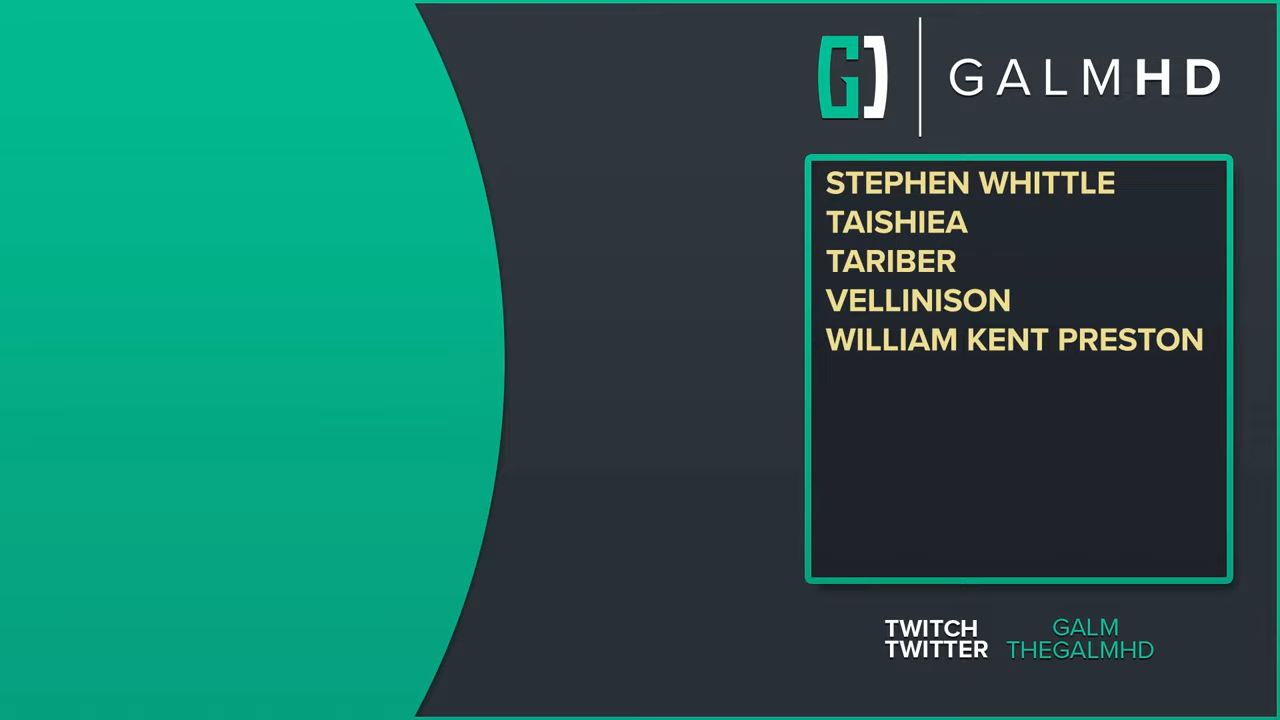 GALMHD
STEPHEN WHITTLE
TAISHIEA
TARIBER
VELLINISON
WILLIAM KENT PRESTON
TWITCH GALM
TWITTER THEGALMHD